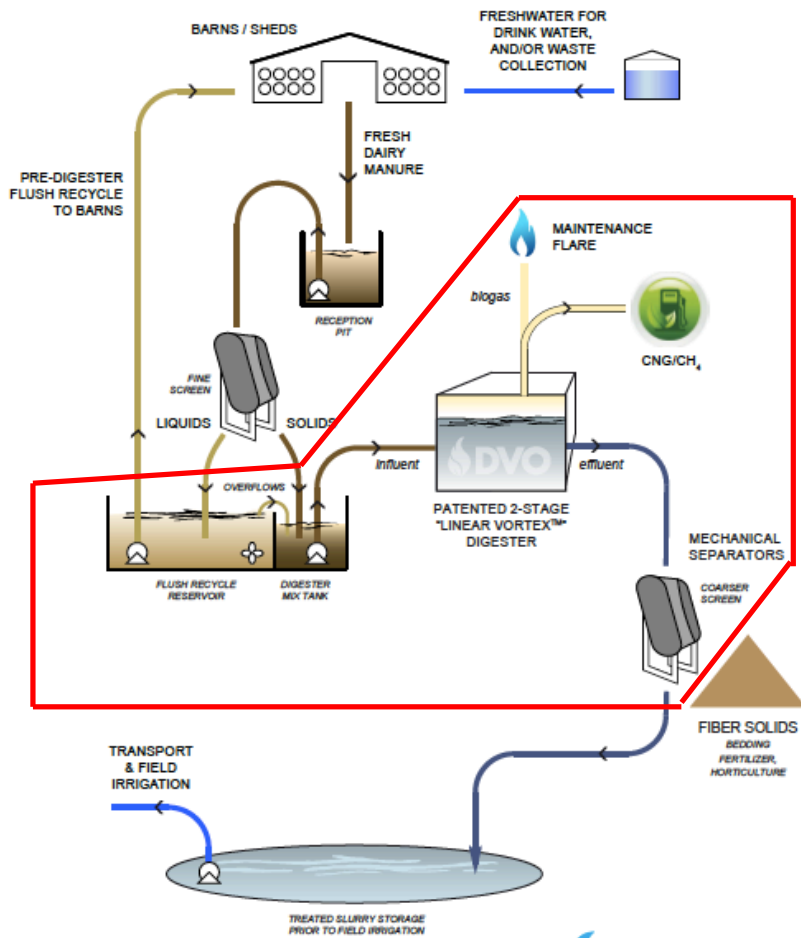 BARNS / SHEDS
FRESHWATER FOR
DRINK WATER,
AND/OR WASTE
COLLECTION
FRESH
DAIRY
MANURE
PRE-DIGESTER
FLUSH RECYCLE
TO BARNS
MAINTENANCE
FLARE
biogas
RECEPTION
PIT
CNG/CH4
FINE
SCREEN
LIQUIDS
SOLIDS
influent
DVO
effluent
OVERFLOWS
PATENTED 2-STAGE
"LINEAR VORTEX™"
DIGESTER
MECHANICAL
SEPARATORS
FLUSH RECYCLE
RESERVOIR
DIGESTER
MIX TANK
COARSER
SCREEN
FIBER SOLIDS
BEDDING
FERTILIZER,
HORTICULTURE
TRANSPORT
& FIELD
IRRIGATION
TREATED SLURRY STORAGE
PRIOR TO FIELD IRRIGATION